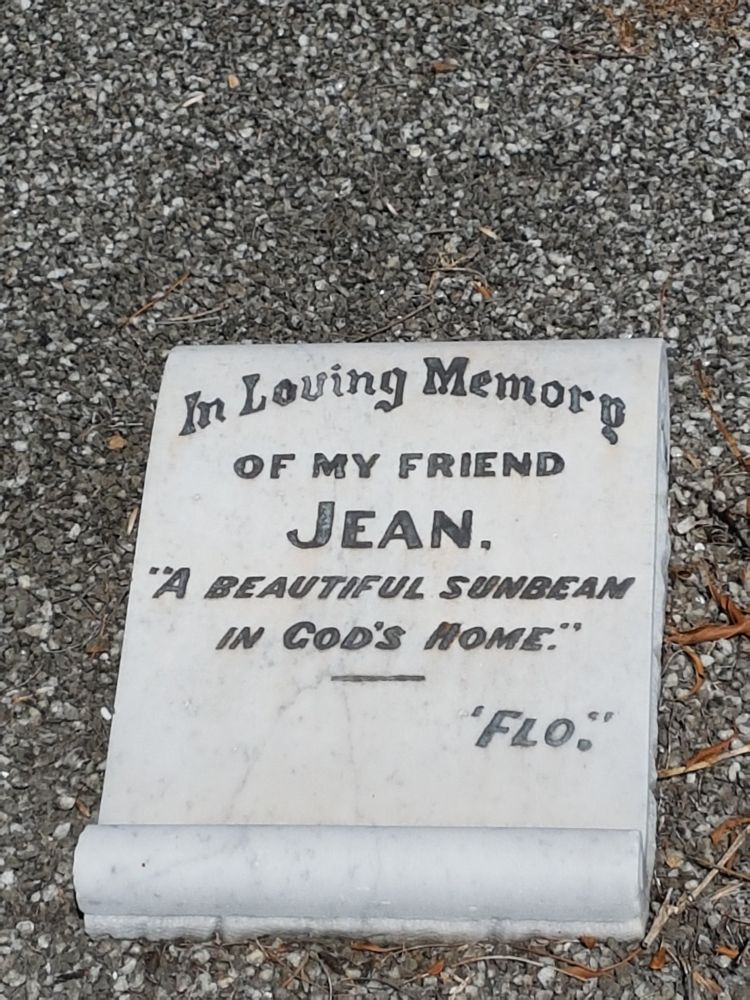 In Loving Memory
OF MY FRIEND
JEAN.
"A BEAUTIFUL SUNBEAM
IN GOD'S HOME."
'FLO."